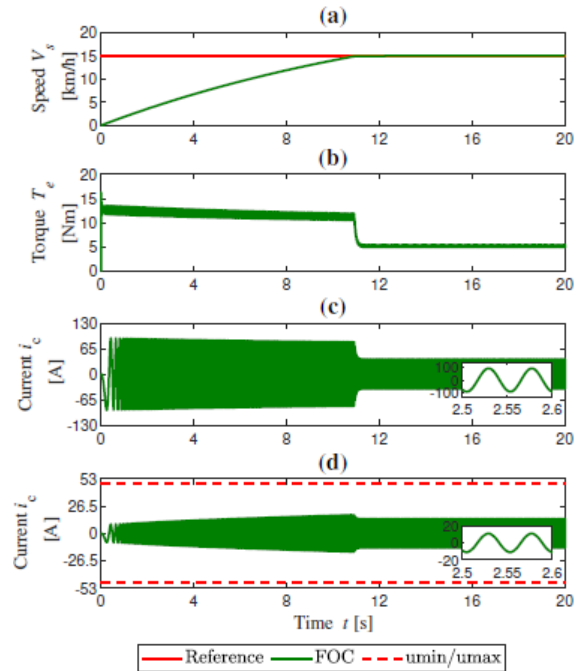 (a)
20
15
10
5
0
Speed V_s
[km/h]
0 4 8 12 16 20
(b)
20
15
10
5
0
Torque T_e
[Nm]
0 4 8 12 16 20
(c)
130
65
0
-65
-130
Current i_c
[A]
100
0
-100
2.5 2.55 2.6
0 4 8 12 16 20
(d)
53
26.5
0
-26.5
-53
Current i_c
[A]
20
0
-20
2.5 2.55 2.6
0 4 8 12 16 20
Time t [s]
Reference FOC umin/umax